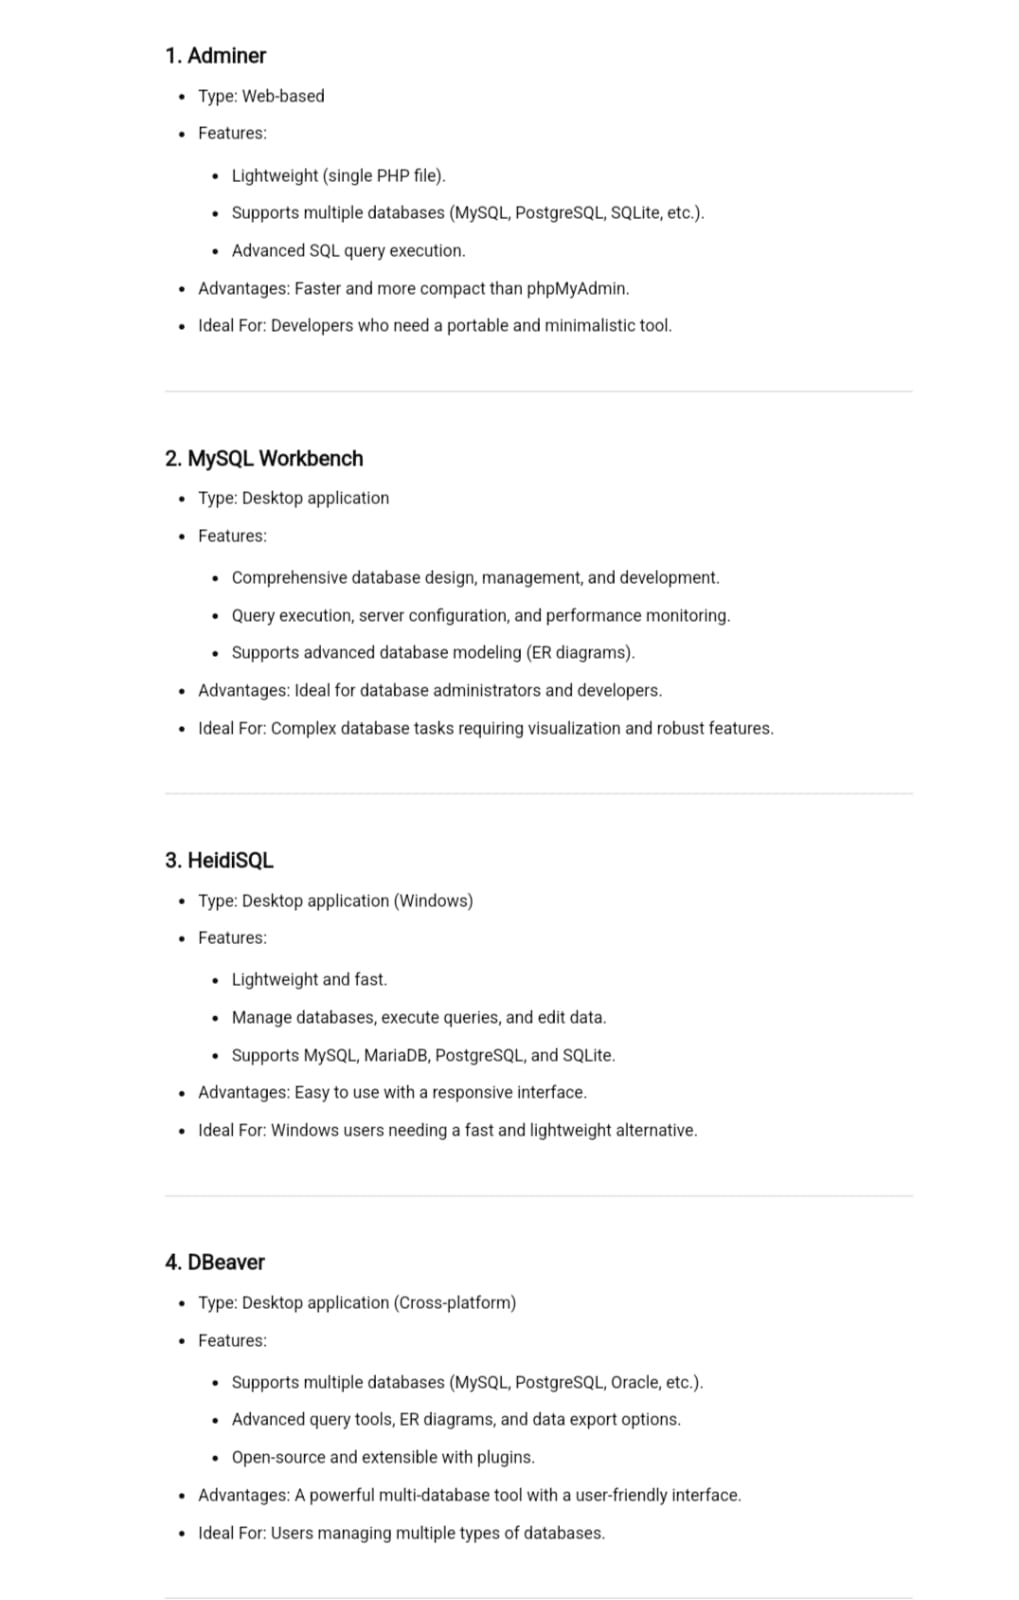 1. Adminer
• Type: Web-based
• Features:
• Lightweight (single PHP file).
• Supports multiple databases (MySQL, PostgreSQL, SQLite, etc.).
• Advanced SQL query execution.
• Advantages: Faster and more compact than phpMyAdmin.
• Ideal For: Developers who need a portable and minimalistic tool.
2. MySQL Workbench
• Type: Desktop application
• Features:
• Comprehensive database design, management, and development.
• Query execution, server configuration, and performance monitoring.
• Supports advanced database modeling (ER diagrams).
• Advantages: Ideal for database administrators and developers.
• Ideal For: Complex database tasks requiring visualization and robust features.
3. HeidiSQL
• Type: Desktop application (Windows)
• Features:
• Lightweight and fast.
• Manage databases, execute queries, and edit data.
• Supports MySQL, MariaDB, PostgreSQL, and SQLite.
• Advantages: Easy to use with a responsive interface.
• Ideal For: Windows users needing a fast and lightweight alternative.
4. DBeaver
• Type: Desktop application (Cross-platform)
• Features:
• Supports multiple databases (MySQL, PostgreSQL, Oracle, etc.).
• Advanced query tools, ER diagrams, and data export options.
• Open-source and extensible with plugins.
• Advantages: A powerful multi-database tool with a user-friendly interface.
• Ideal For: Users managing multiple types of databases.